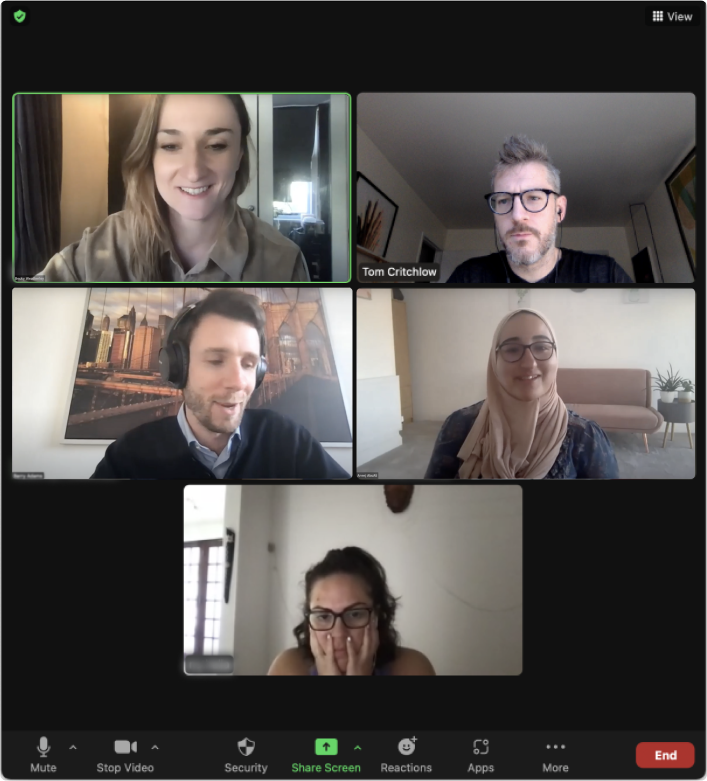 View
Tom Critchlow
Mute
Stop Video
Security
Share Screen
Reactions
Apps
More
End